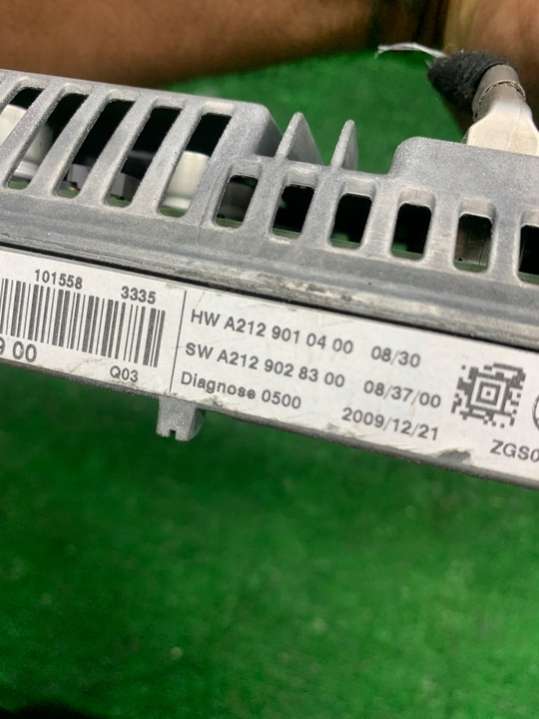 101558 3335
9 00
Q03
HW A212 901 04 00 08/30
SW A212 902 83 00 08/37/00
Diagnose 0500 2009/12/21
ZGS0